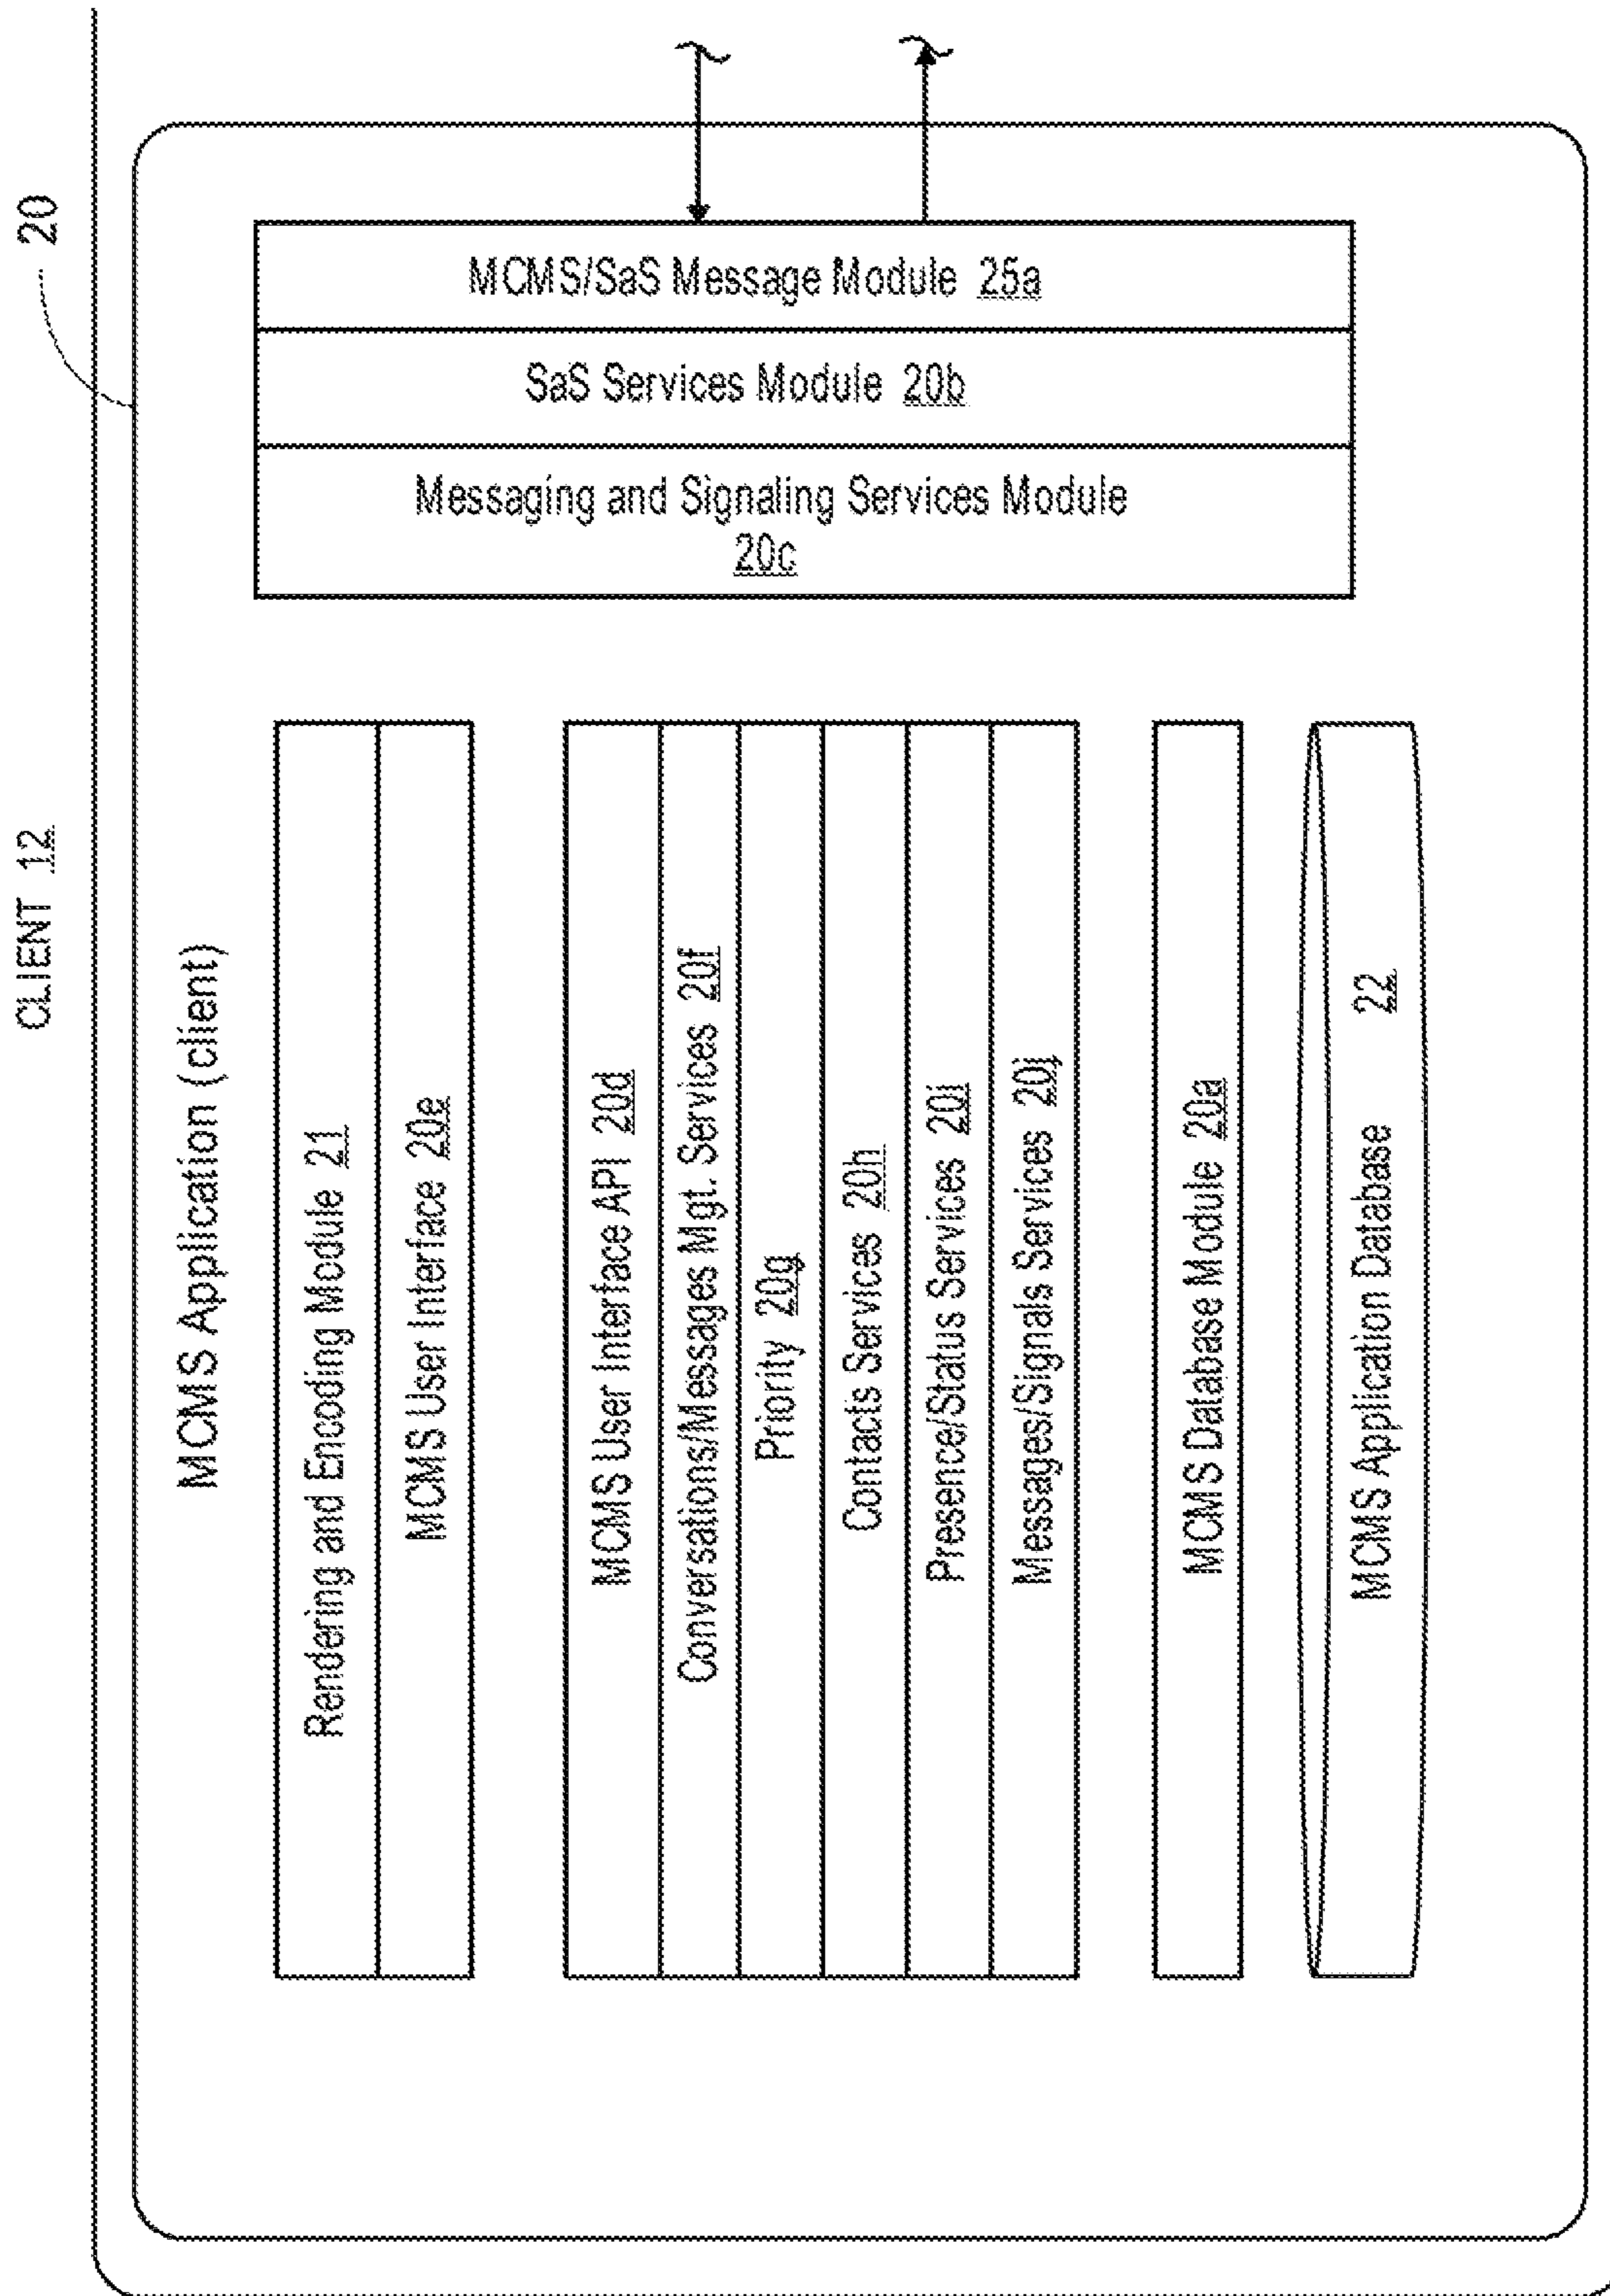 CLIENT 12
20
MCMS Application (client)
Rendering and Encoding Module 21
MCMS User Interface 20e
MCMS User Interface API 20d
Conversations/Messages Mgt. Services 20f
Priority 20g
Contacts Services 20h
Presence/Status Services 20i
Messages/Signals Services 20j
MCMS Database Module 20a
MCMS Application Database 22
MCMS/SaS Message Module 25a
SaS Services Module 20b
Messaging and Signaling Services Module
20c